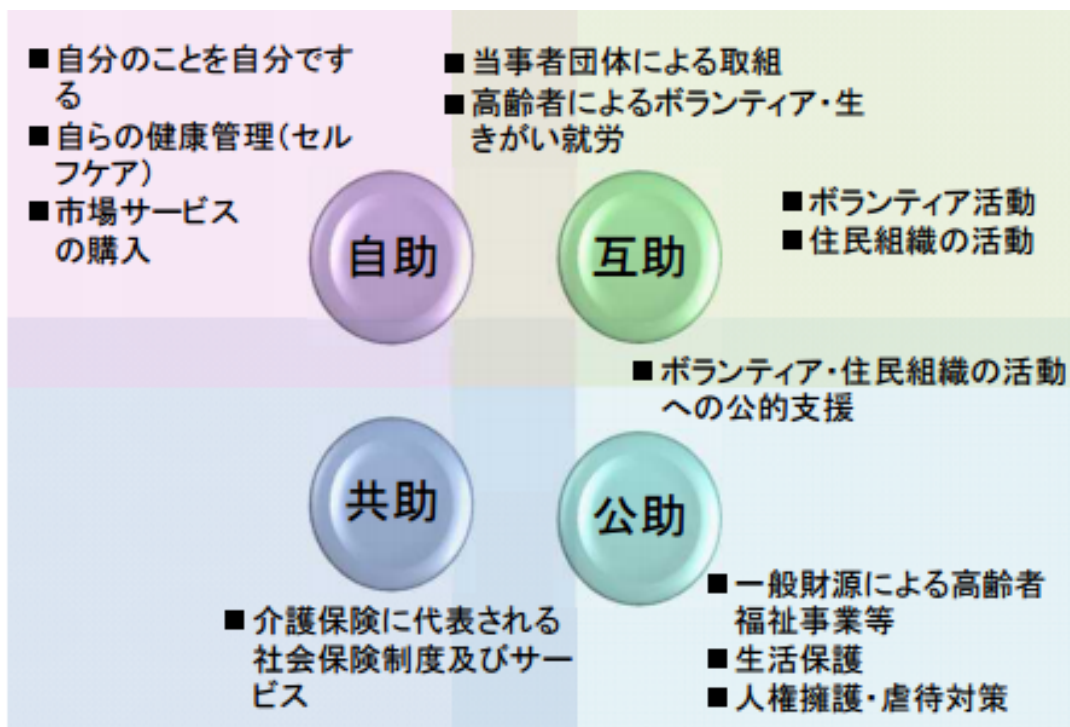 ■自分のことを自分です
る
■自らの健康管理(セル
フケア)
■市場サービス
の購入
■当事者団体による取組
■高齢者によるボランティア・生
きがい就労
自助
互助
■ボランティア活動
■住民組織の活動
■ボランティア・住民組織の活動
への公的支援
共助
公助
■介護保険に代表される
社会保険制度及びサー
ビス
■一般財源による高齢者
福祉事業等
■生活保護
■人権擁護・虐待対策